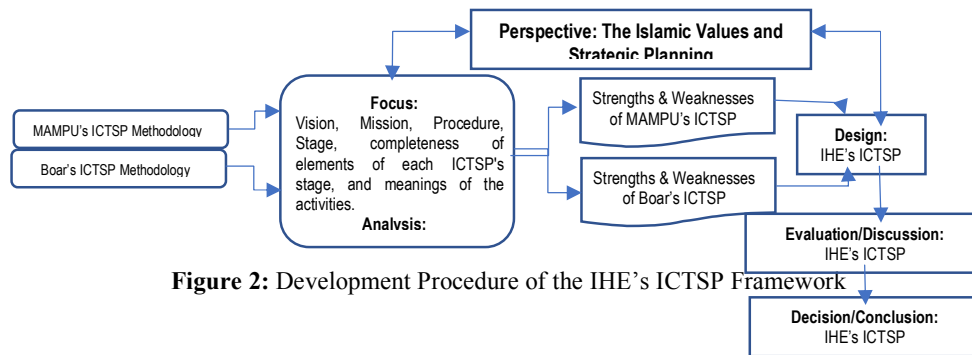 Perspective: The Islamic Values and
Strategic Planning
Focus:
Vision, Mission, Procedure,
Stage, completeness of
elements of each ICTSP's
stage, and meanings of the
activities.
Analysis:
MAMPU's ICTSP Methodology
Boar's ICTSP Methodology
Strengths & Weaknesses
of MAMPU's ICTSP
Strengths & Weaknesses
of Boar's ICTSP
Design:
IHE's ICTSP
Evaluation/Discussion:
IHE's ICTSP
Figure 2: Development Procedure of the IHE's ICTSP Framework
Decision/Conclusion:
IHE's ICTSP